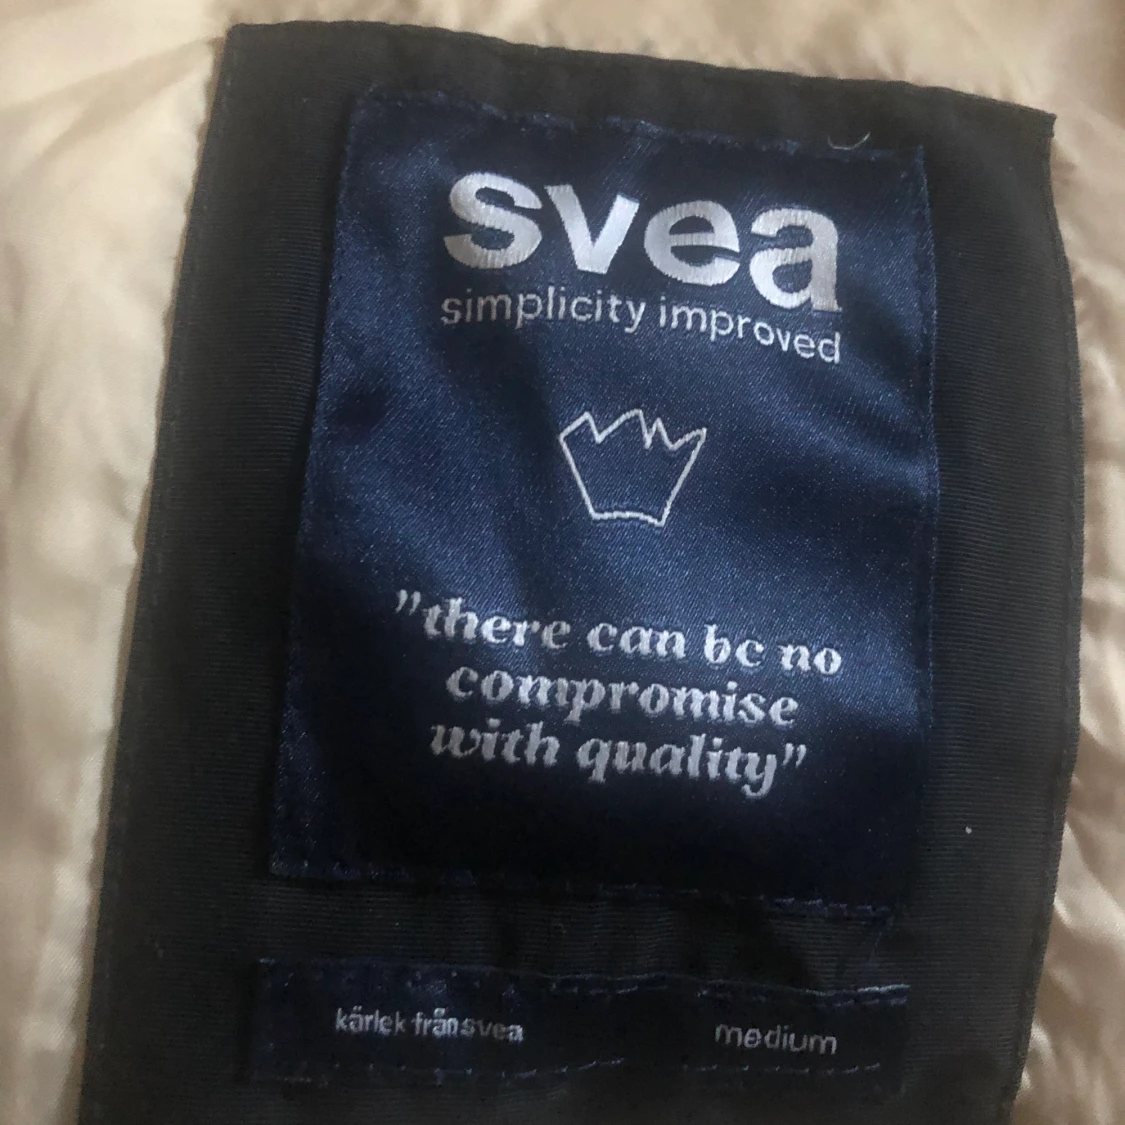 svea
simplicity improved
"there can be no
compromise
with quality"
kärlek från svea
medium